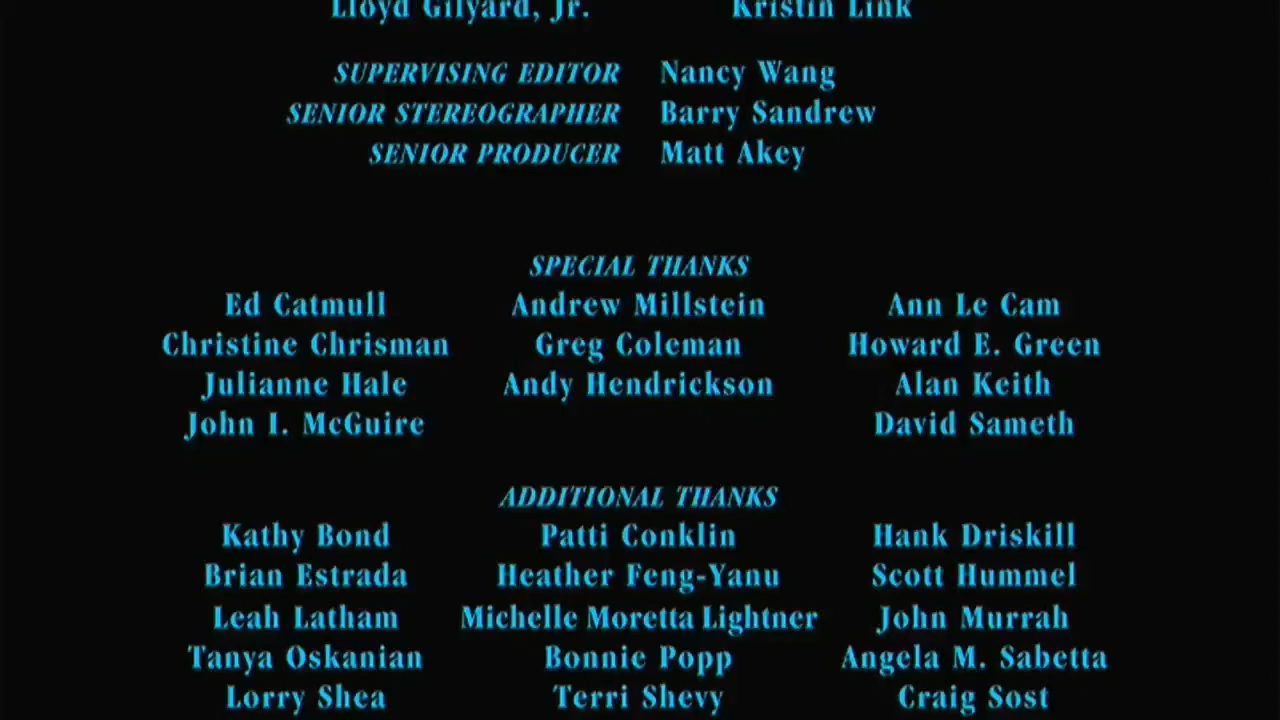 Lloyd Gilyard, Jr. Kristin Link
SUPERVISING EDITOR Nancy Wang
SENIOR STEREOGRAPHER Barry Sandrew
SENIOR PRODUCER Matt Akey
SPECIAL THANKS
Ed Catmull Andrew Millstein Ann Le Cam
Christine Chrisman Greg Coleman Howard E. Green
Julianne Hale Andy Hendrickson Alan Keith
John I. McGuire David Sameth
ADDITIONAL THANKS
Kathy Bond Patti Conklin Hank Driskill
Brian Estrada Heather Feng-Yanu Scott Hummel
Leah Latham Michelle Moretta Lightner John Murrah
Tanya Oskanian Bonnie Popp Angela M. Sabetta
Lorry Shea Terri Shevy Craig Sost